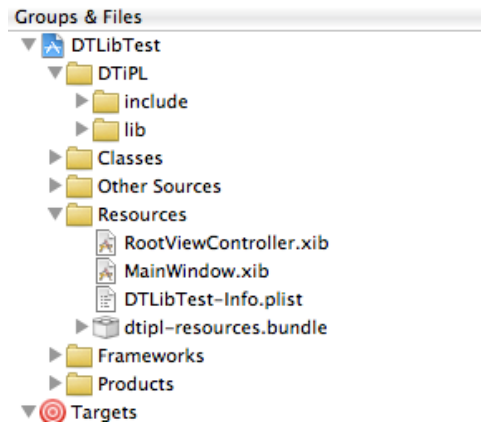 Groups & Files
DTLibTest
DTiPL
include
lib
Classes
Other Sources
Resources
RootViewController.xib
MainWindow.xib
DTLibTest-Info.plist
dtipl-resources.bundle
Frameworks
Products
Targets